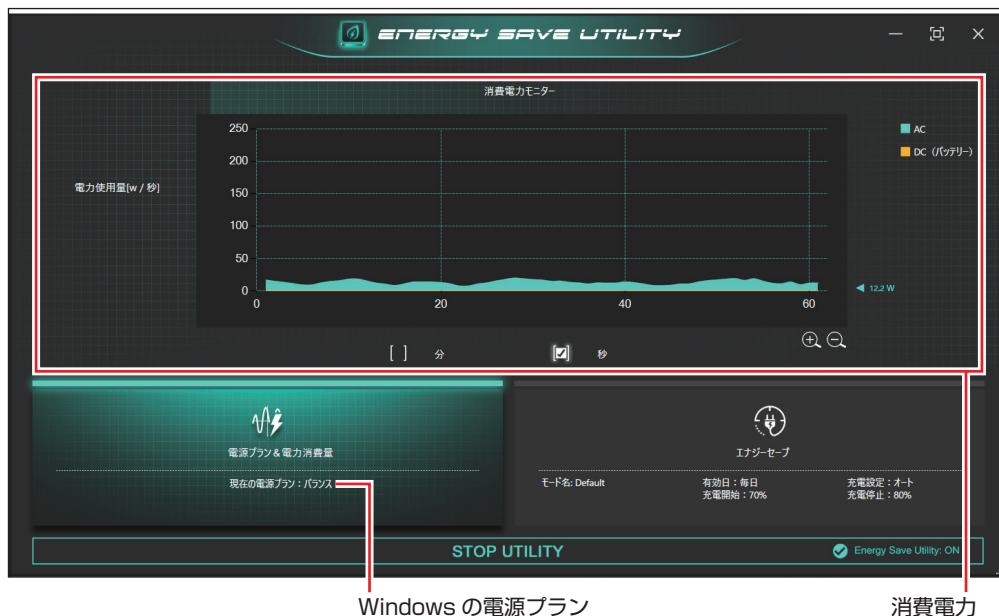 ENERGY SAVE UTILITY
消費電力モニター
250
200
150
100
50
0
電力使用量[w / 秒]
AC
DC（バッテリー）
0 20 40 60
12.2 W
[ ] 分 [✓] 秒
電源プラン＆電力消費量
現在の電源プラン：バランス
エナジーセーブ
モード名: Default 有効日：毎日 充電設定：オート
充電開始：70% 充電停止：80%
STOP UTILITY
Energy Save Utility: ON
Windows の電源プラン 消費電力